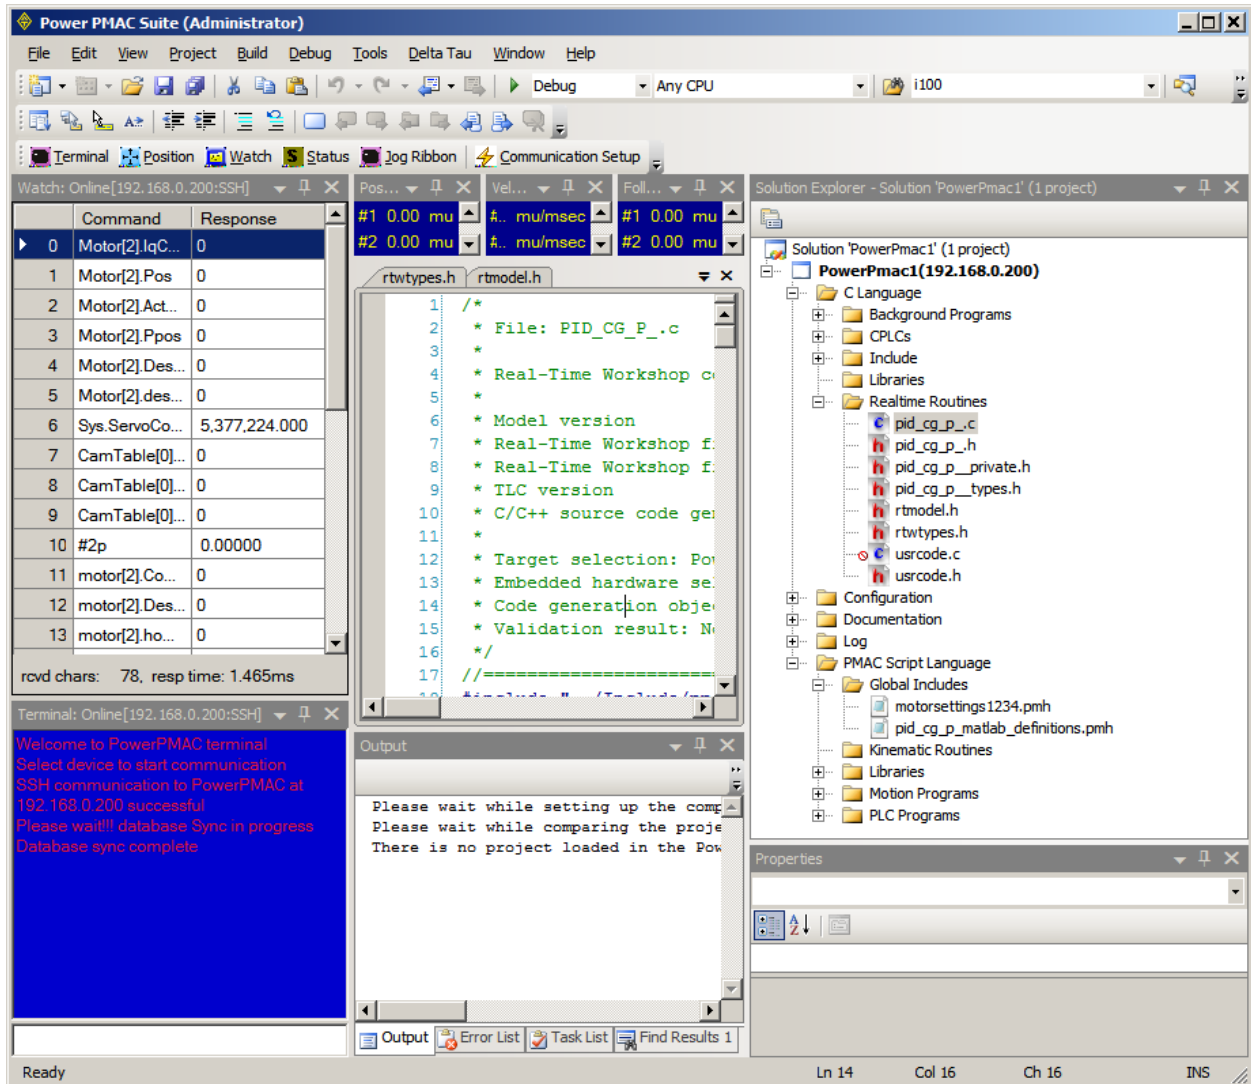 Power PMAC Suite (Administrator)
File Edit View Project Build Debug Tools Delta Tau Window Help
Debug Any CPU i100
Terminal Position Watch Status Jog Ribbon Communication Setup
Watch: Online[192.168.0.200:SSH]
Command Response
0 Motor[2].IqC... 0
1 Motor[2].Pos 0
2 Motor[2].Act... 0
3 Motor[2].Ppos 0
4 Motor[2].Des... 0
5 Motor[2].des... 0
6 Sys.ServoCo... 5,377,224.000
7 CamTable[0]... 0
8 CamTable[0]... 0
9 CamTable[0]... 0
10 #2p 0.00000
11 motor[2].Co... 0
12 motor[2].Des... 0
13 motor[2].ho... 0
rcvd chars: 78, resp time: 1.465ms
Terminal: Online[192.168.0.200:SSH]
Welcome to PowerPMAC terminal
Select device to start communication
SSH communication to PowerPMAC at
192.168.0.200 successful
Please wait!!! database Sync in progress
Database sync complete
Pos... Vel... Foll...
#1 0.00 mu #.. mu/msec #1 0.00 mu
#2 0.00 mu #.. mu/msec #2 0.00 mu
rtwtypes.h rtmodel.h
1 /*
2 * File: PID_CG_P_.c
3 *
4 * Real-Time Workshop co
5 *
6 * Model version
7 * Real-Time Workshop fi
8 * Real-Time Workshop fi
9 * TLC version
10 * C/C++ source code gen
11 *
12 * Target selection: Pow
13 * Embedded hardware sel
14 * Code generation objec
15 * Validation result: No
16 */
17 //=======================
Output
Please wait while setting up the comp
Please wait while comparing the proje
There is no project loaded in the Pow
Output Error List Task List Find Results 1
Solution Explorer - Solution 'PowerPmac1' (1 project)
Solution 'PowerPmac1' (1 project)
PowerPmac1(192.168.0.200)
C Language
Background Programs
CPLCs
Include
Libraries
Realtime Routines
pid_cg_p_.c
pid_cg_p_.h
pid_cg_p__private.h
pid_cg_p__types.h
rtmodel.h
rtwtypes.h
usrcode.c
usrcode.h
Configuration
Documentation
Log
PMAC Script Language
Global Includes
motorsettings1234.pmh
pid_cg_p_matlab_definitions.pmh
Kinematic Routines
Libraries
Motion Programs
PLC Programs
Properties
Ready Ln 14 Col 16 Ch 16 INS